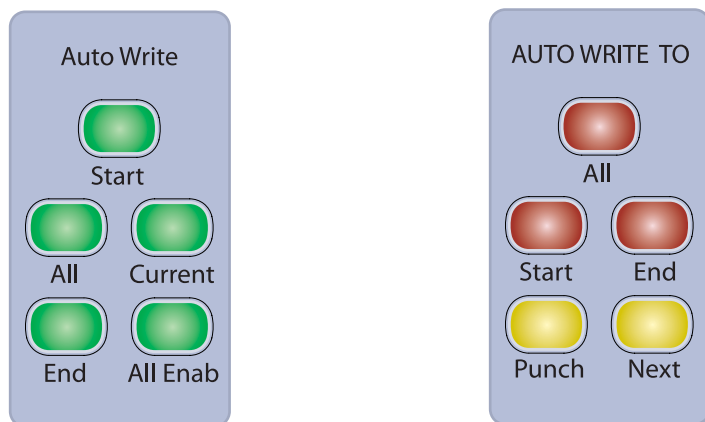 Auto Write
Start
All Current
End All Enab
AUTO WRITE TO
All
Start End
Punch Next